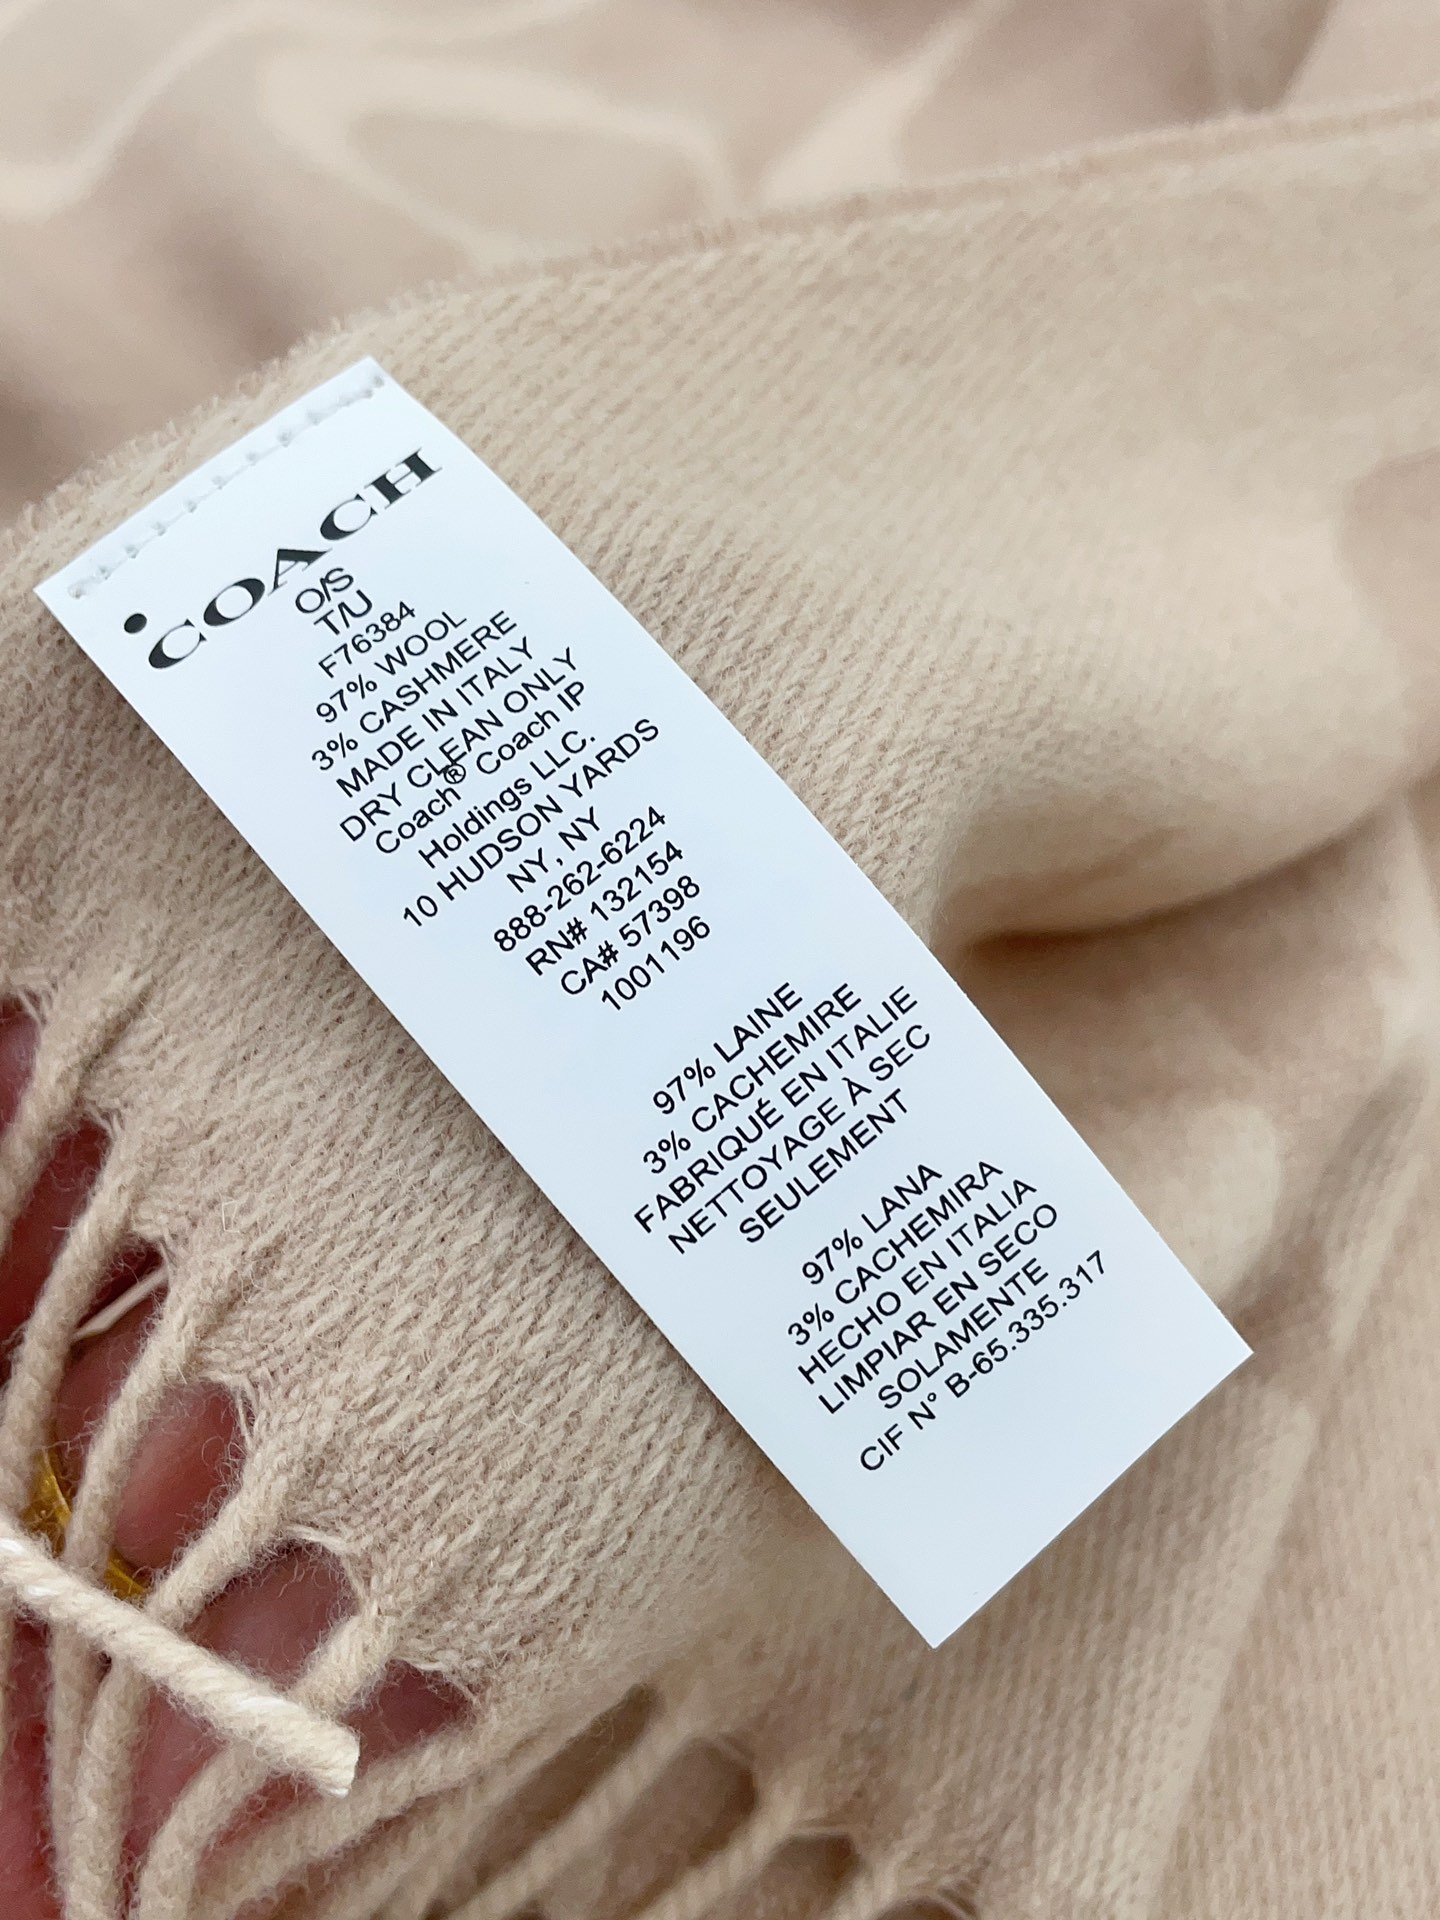 COACH
O/S
T/U
F76384
97% WOOL
3% CASHMERE
MADE IN ITALY
DRY CLEAN ONLY
Coach® Coach IP
Holdings LLC.
10 HUDSON YARDS
NY, NY
888-262-6224
RN# 132154
CA# 57398
1001196
97% LAINE
3% CACHEMIRE
FABRIQUÉ EN ITALIE
NETTOYAGE À SEC
SEULEMENT
97% LANA
3% CACHEMIRA
HECHO EN ITALIA
LIMPIAR EN SECO
SOLAMENTE
CIF N° B-65.335.317